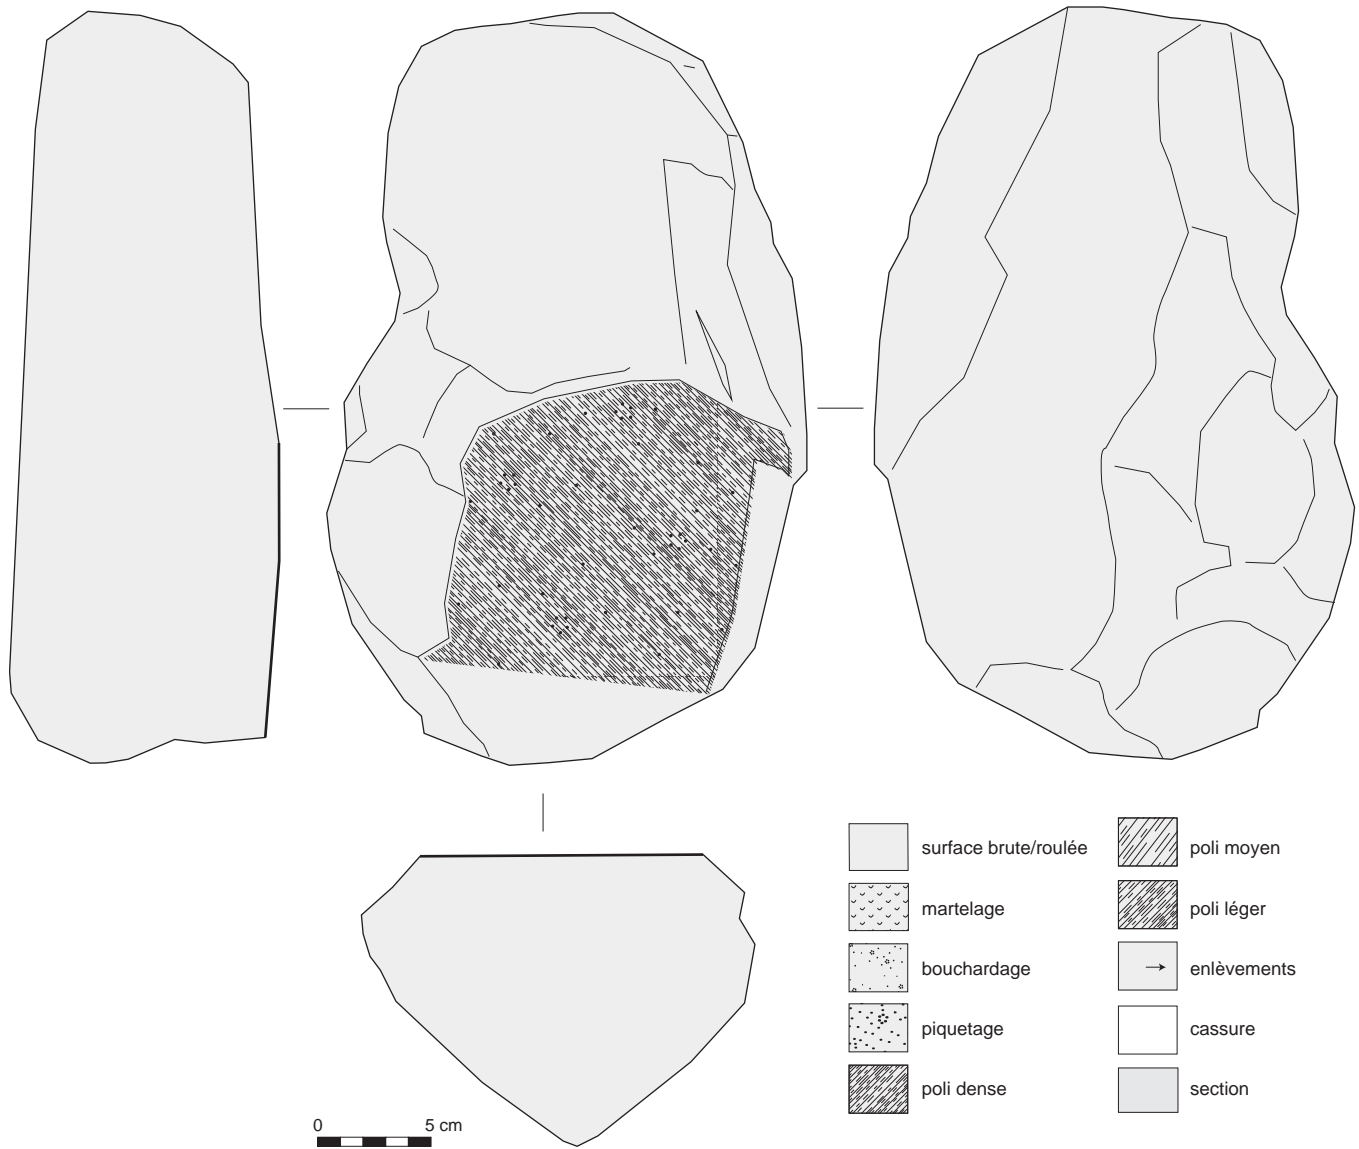 surface brute/roulée
martelage
bouchardage
piquetage
poli dense
poli moyen
poli léger
enlèvements
cassure
section
0 5 cm